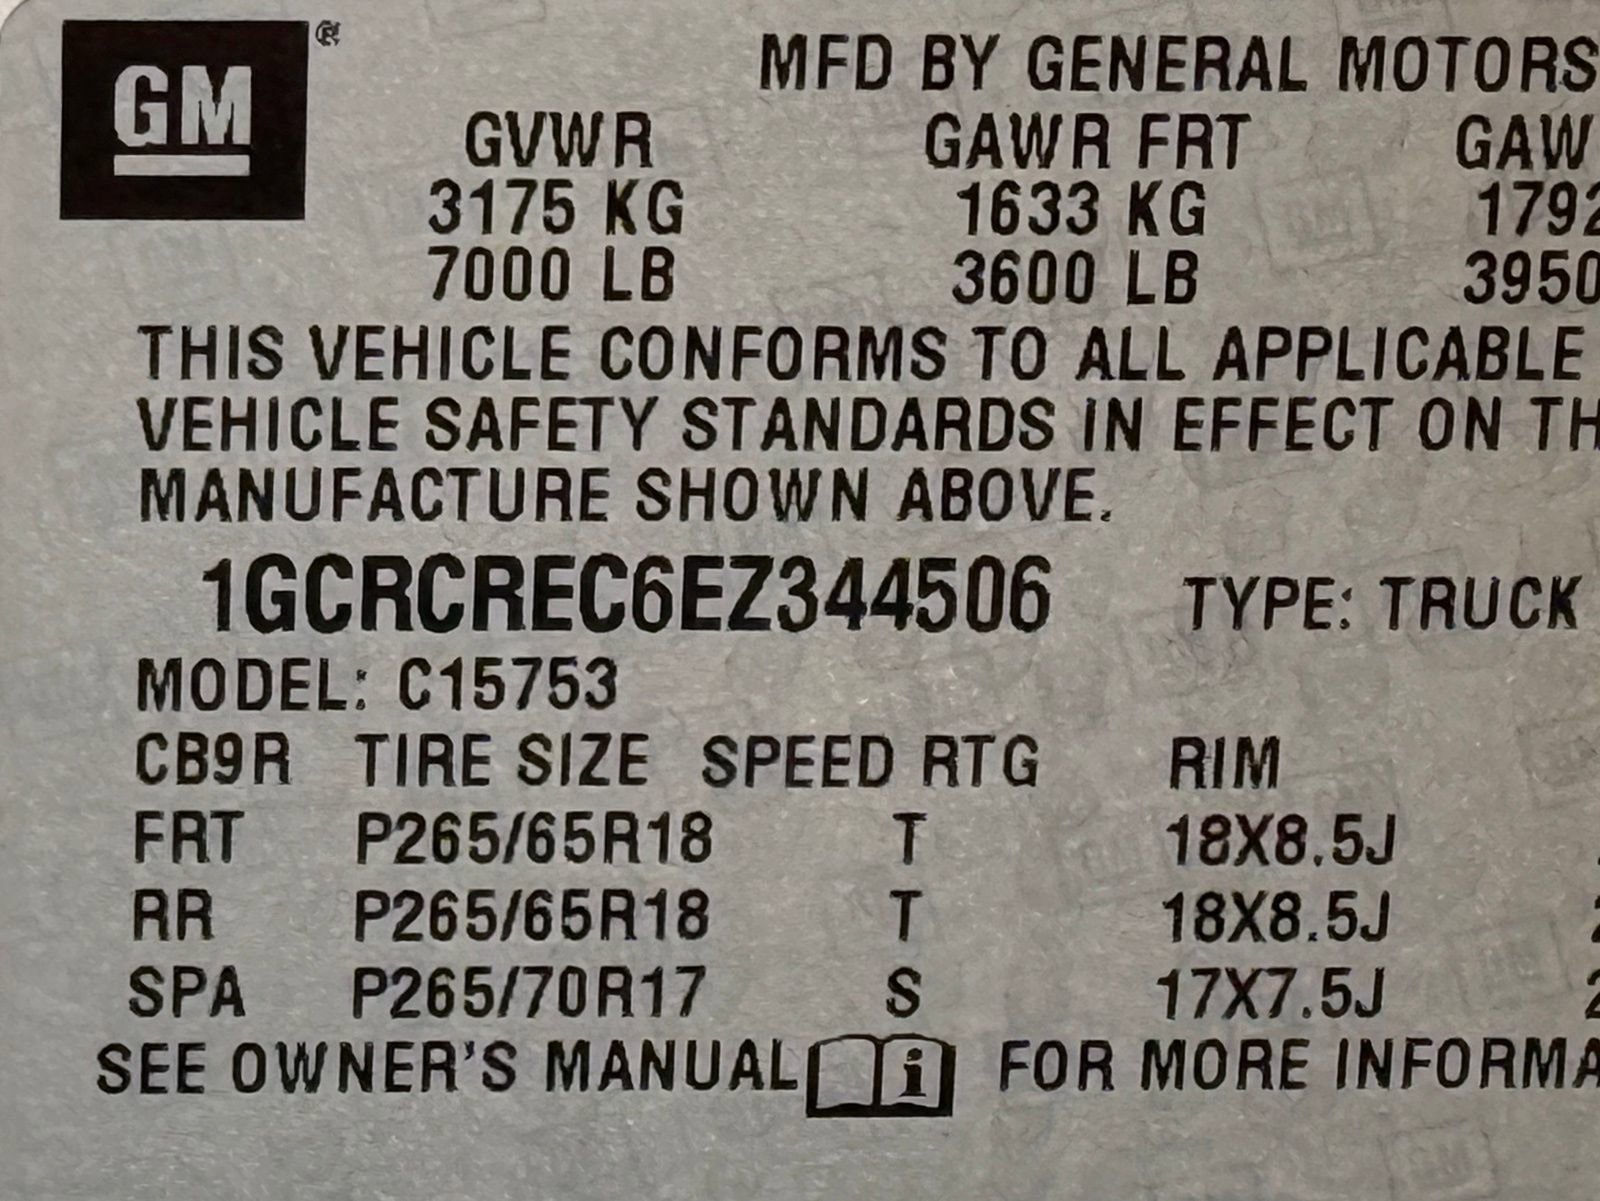 GM ®
MFD BY GENERAL MOTORS
GVWR GAWR FRT GAW
3175 KG 1633 KG 1792
7000 LB 3600 LB 3950
THIS VEHICLE CONFORMS TO ALL APPLICABLE
VEHICLE SAFETY STANDARDS IN EFFECT ON TH
MANUFACTURE SHOWN ABOVE.
1GCRCREC6EZ344506 TYPE: TRUCK
MODEL: C15753
CB9R TIRE SIZE SPEED RTG RIM
FRT P265/65R18 T 18X8.5J
RR P265/65R18 T 18X8.5J
SPA P265/70R17 S 17X7.5J
SEE OWNER'S MANUAL i FOR MORE INFORMA